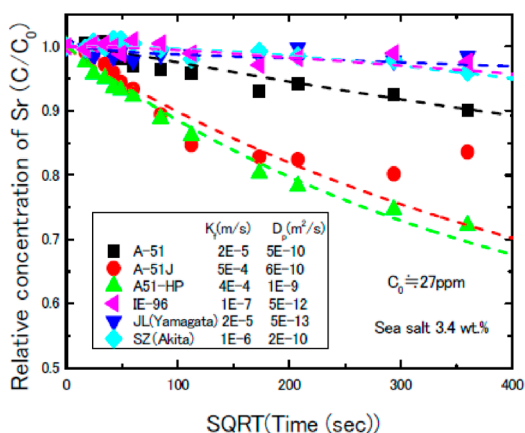 Relative concentration of Sr (C/C₀)
1.0
0.9
0.8
0.7
0.6
0.5
K_f(m/s) D_p(m²/s)
A-51 2E-5 5E-10
A-51J 5E-4 6E-10
A51-HP 4E-4 1E-9
IE-96 1E-7 5E-12
JL(Yamagata) 2E-5 5E-13
SZ(Akita) 1E-6 2E-10
C₀≒27ppm
Sea salt 3.4 wt.%
0 100 200 300 400
SQRT(Time (sec))